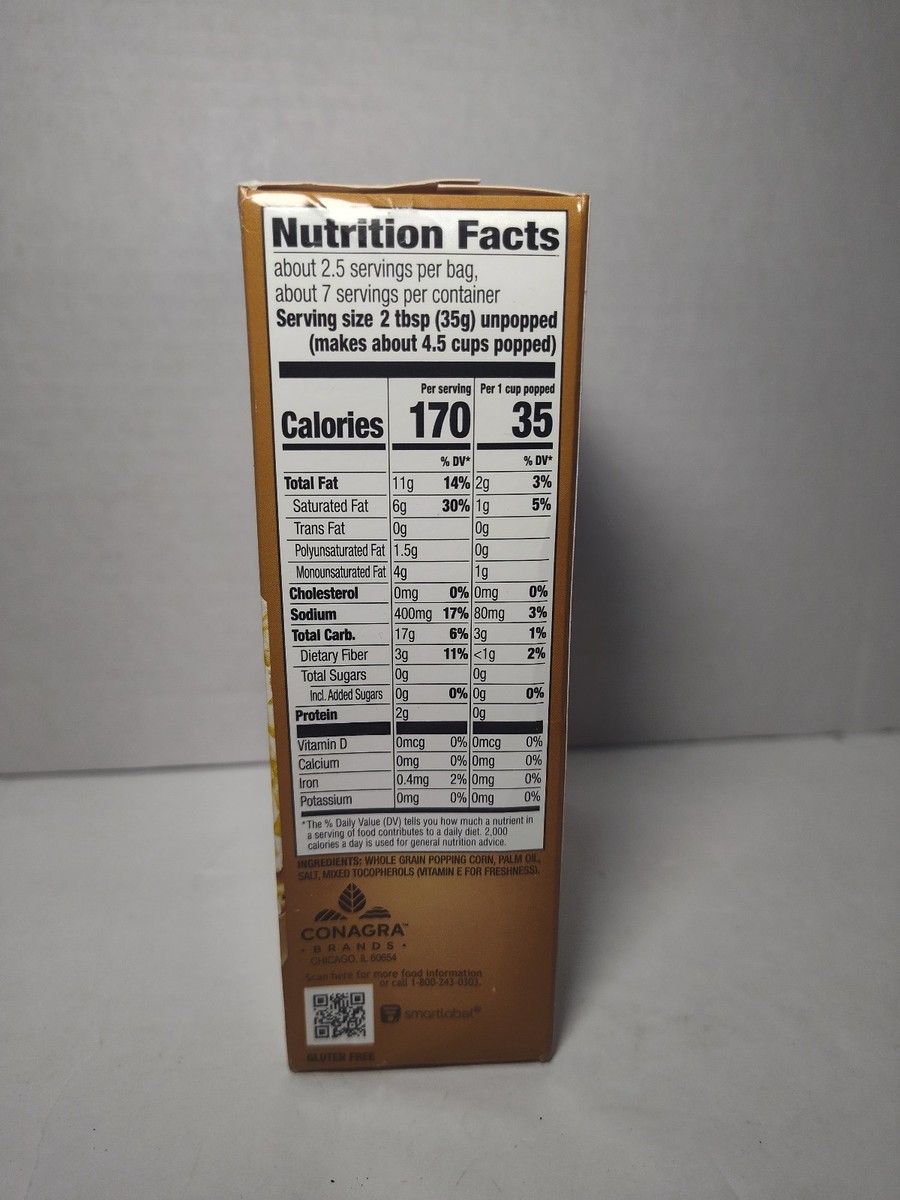 Nutrition Facts
about 2.5 servings per bag,
about 7 servings per container
Serving size 2 tbsp (35g) unpopped
(makes about 4.5 cups popped)
Per serving Per 1 cup popped
Calories 170 35
% DV* % DV*
Total Fat 11g 14% 2g 3%
Saturated Fat 6g 30% 1g 5%
Trans Fat 0g 0g
Polyunsaturated Fat 1.5g 0g
Monounsaturated Fat 4g 1g
Cholesterol 0mg 0% 0mg 0%
Sodium 400mg 17% 80mg 3%
Total Carb. 17g 6% 3g 1%
Dietary Fiber 3g 11% <1g 2%
Total Sugars 0g 0g
Incl. Added Sugars 0g 0% 0g 0%
Protein 2g 0g
Vitamin D 0mcg 0% 0mcg 0%
Calcium 0mg 0% 0mg 0%
Iron 0.4mg 2% 0mg 0%
Potassium 0mg 0% 0mg 0%
*The % Daily Value (DV) tells you how much a nutrient in
a serving of food contributes to a daily diet. 2,000
calories a day is used for general nutrition advice.
INGREDIENTS: WHOLE GRAIN POPPING CORN, PALM OIL,
SALT, MIXED TOCOPHEROLS (VITAMIN E FOR FRESHNESS).
CONAGRA™
• BRANDS •
CHICAGO, IL 60654
Scan here for more food information
or call 1-800-243-0303.
smartlabel®
GLUTEN FREE